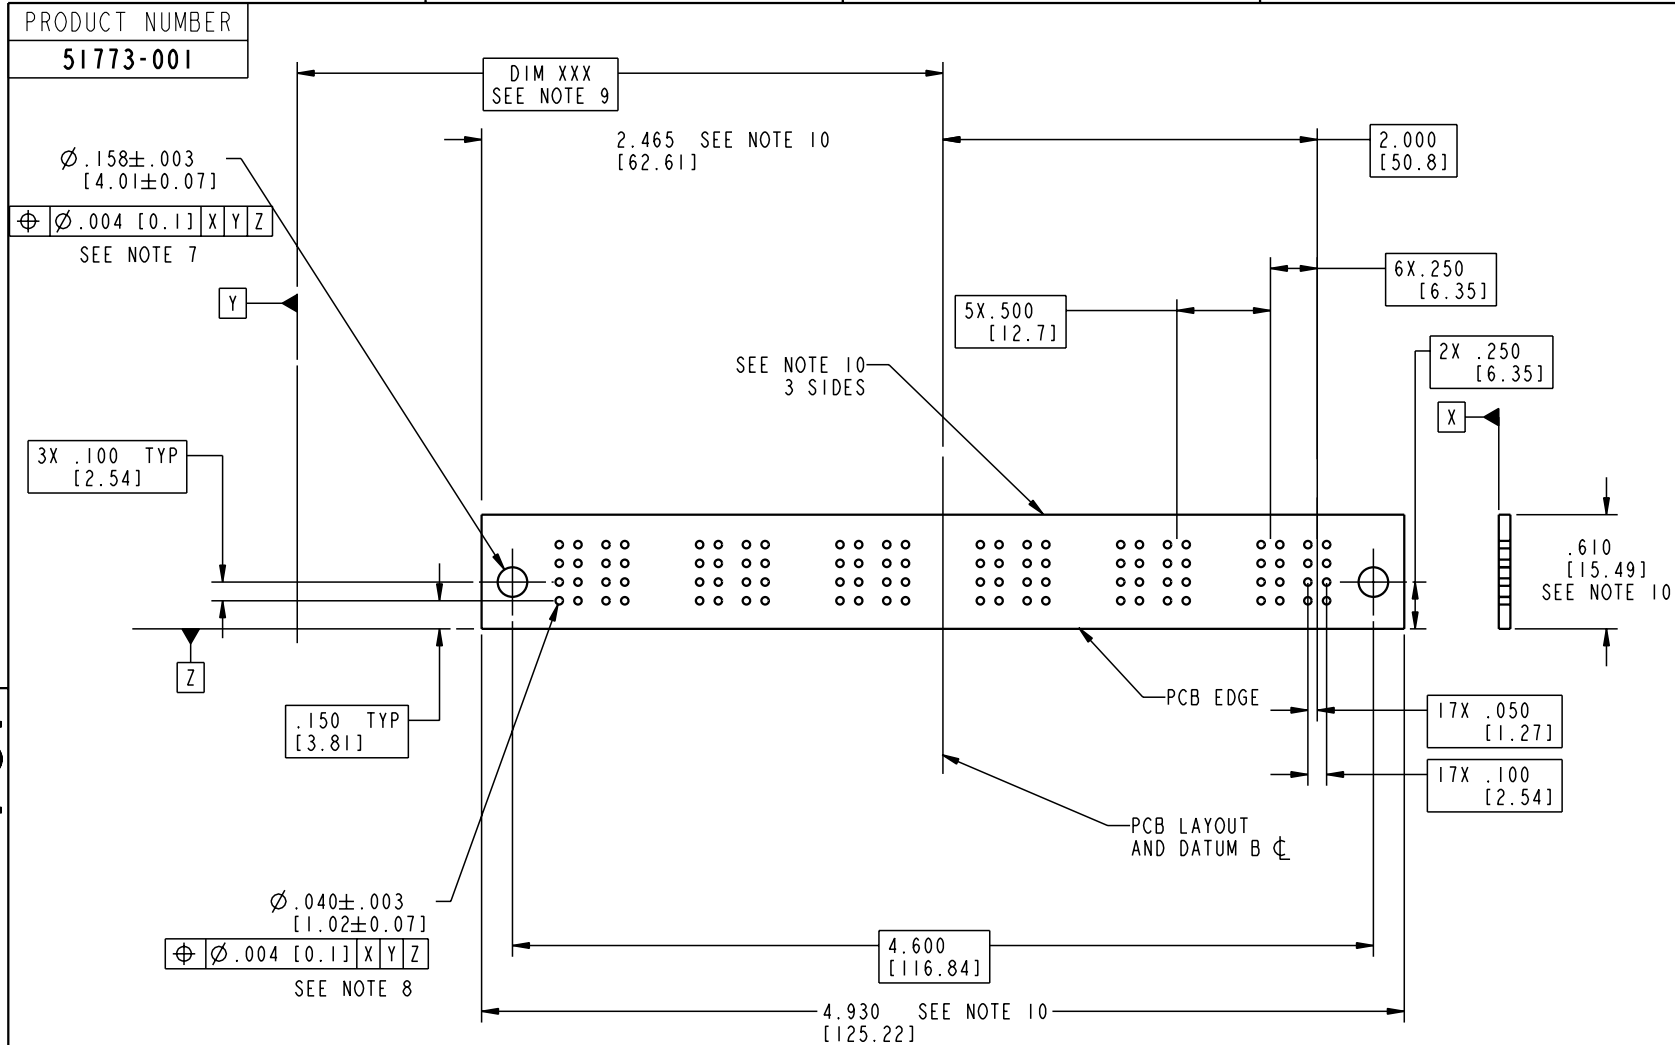 PRODUCT NUMBER
51773-001
DIM XXX
SEE NOTE 9
2.465 SEE NOTE 10
[62.61]
2.000
[50.8]
Ø.158±.003
[4.01±0.07]
⌖ Ø.004 [0.1] X Y Z
SEE NOTE 7
6X.250
[6.35]
Y
5X.500
[12.7]
SEE NOTE 10
3 SIDES
2X .250
[6.35]
X
3X .100 TYP
[2.54]
.610
[15.49]
SEE NOTE 10
Z
PCB EDGE
.150 TYP
[3.81]
17X .050
[1.27]
17X .100
[2.54]
PCB LAYOUT
AND DATUM B ℄
Ø.040±.003
[1.02±0.07]
⌖ Ø.004 [0.1] X Y Z
SEE NOTE 8
4.600
[116.84]
4.930 SEE NOTE 10
[125.22]